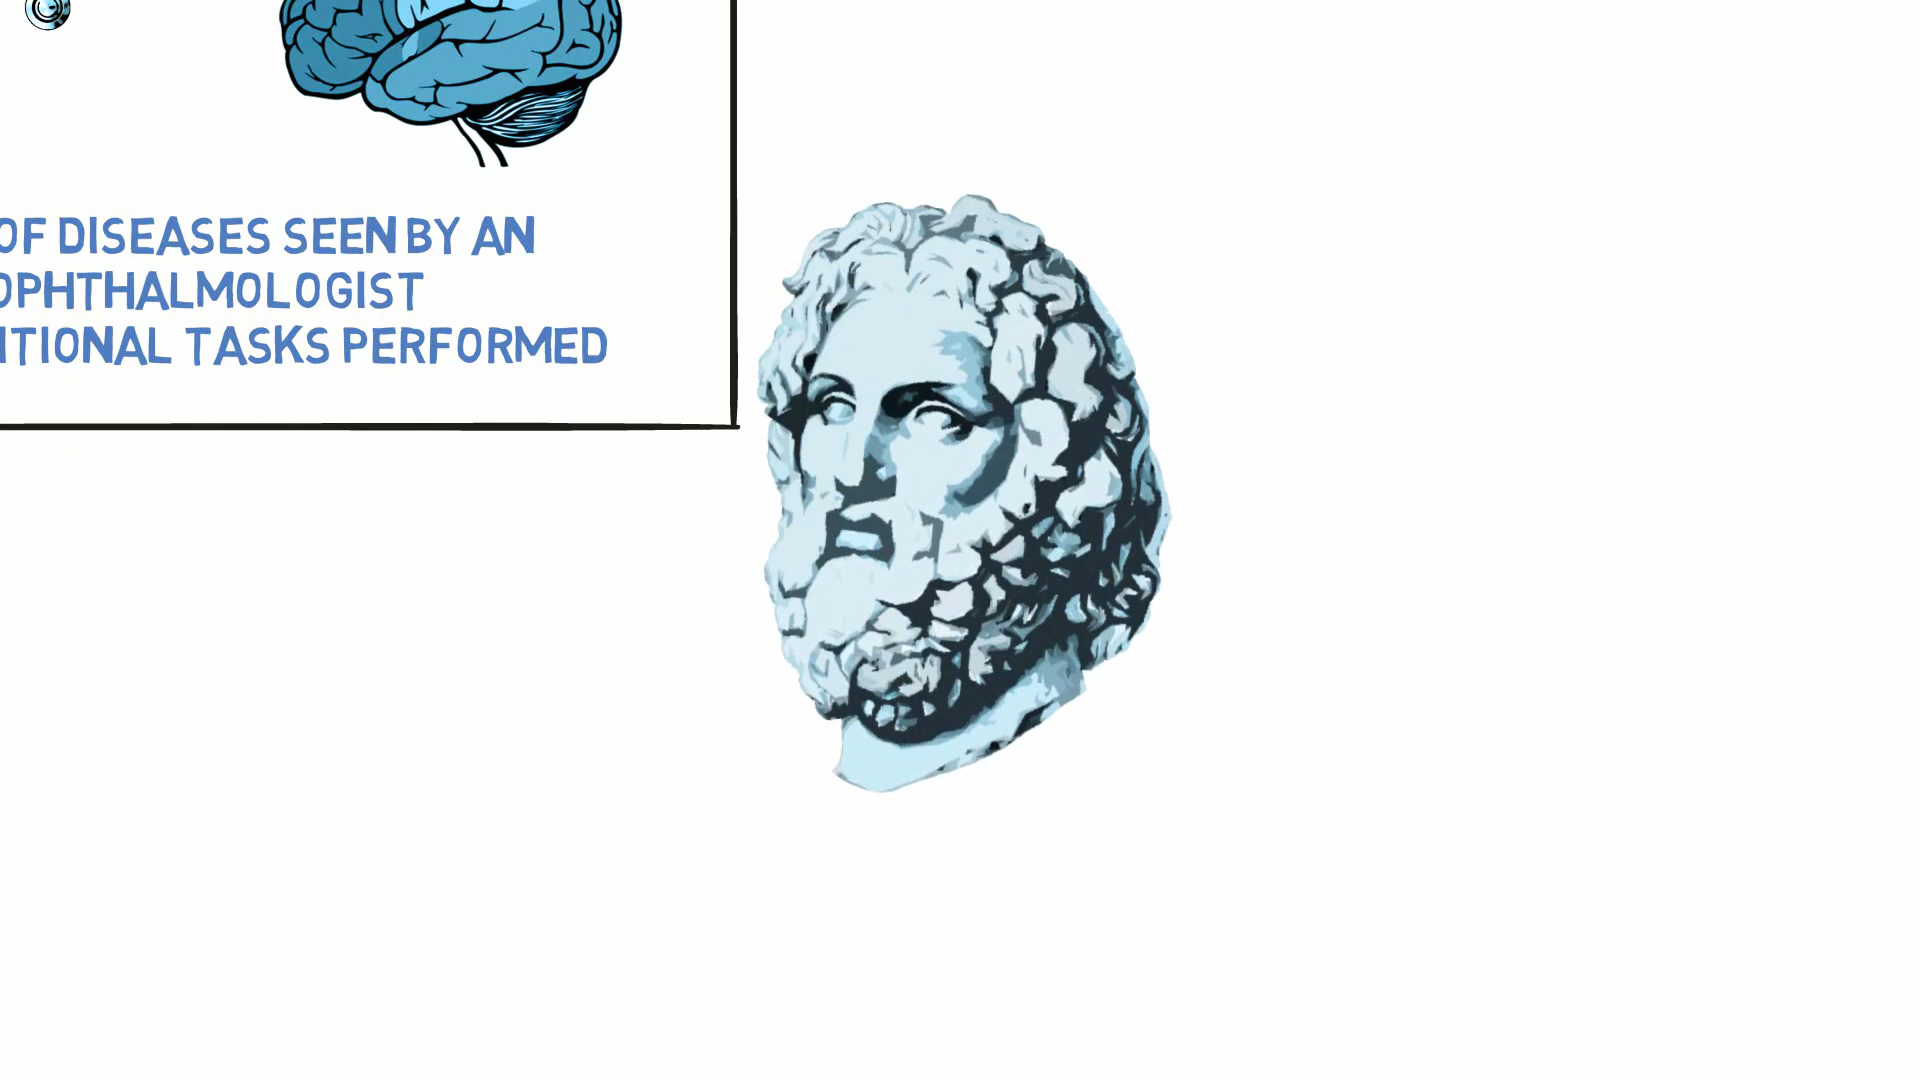 OF DISEASES SEEN BY AN
OPHTHALMOLOGIST
ITIONAL TASKS PERFORMED